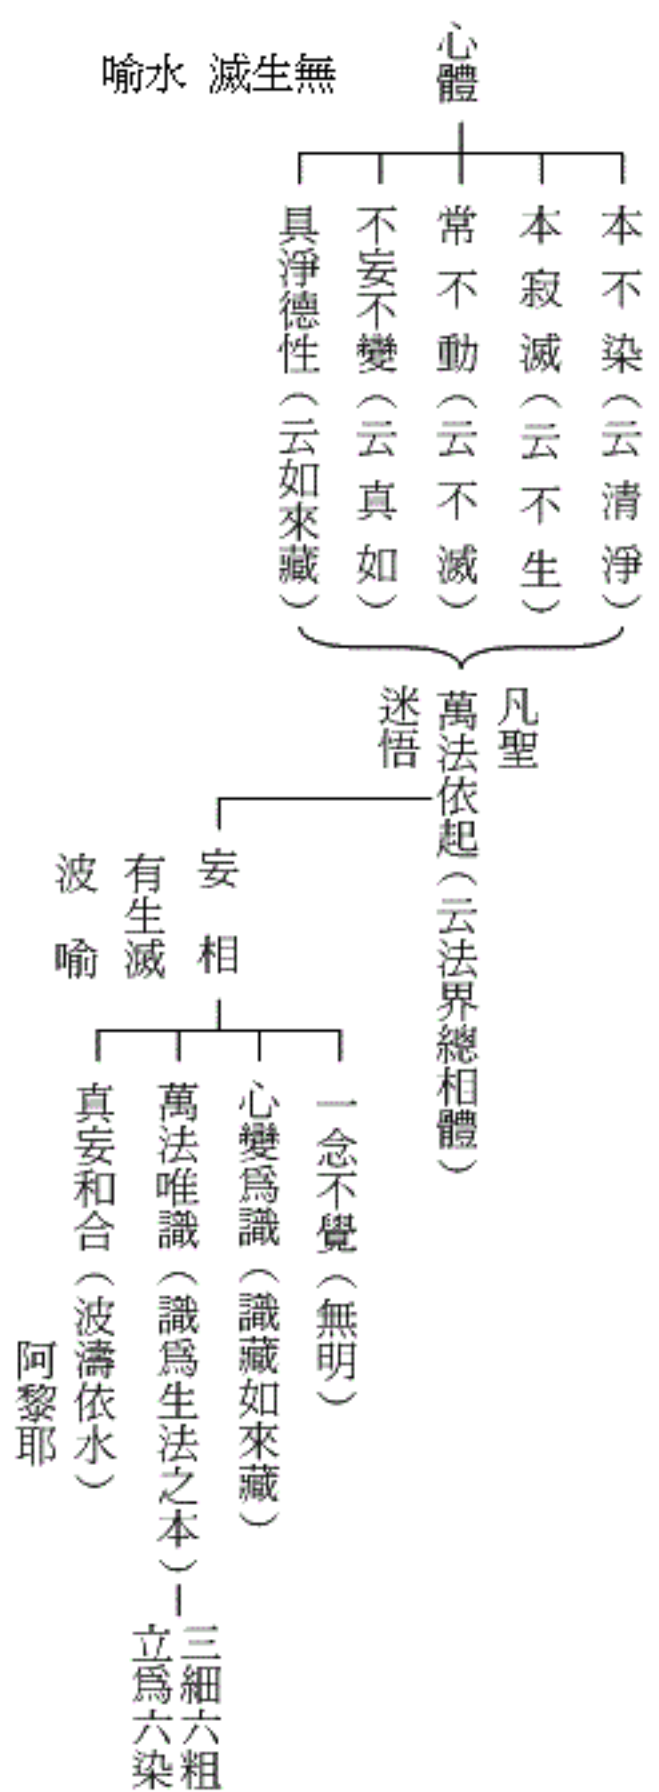 心體
無生滅 水喻
本不染（云清淨）
本寂滅（云不生）
常不動（云不滅）
不妄不變（云真如）
具淨德性（云如來藏）
凡聖
萬法依起（云法界總相體）
迷悟
妄相
有生滅
波喻
一念不覺（無明）
心變爲識（識藏如來藏）
萬法唯識（識爲生法之本）
三細六粗
立爲六染
真妄和合（波濤依水）
阿黎耶